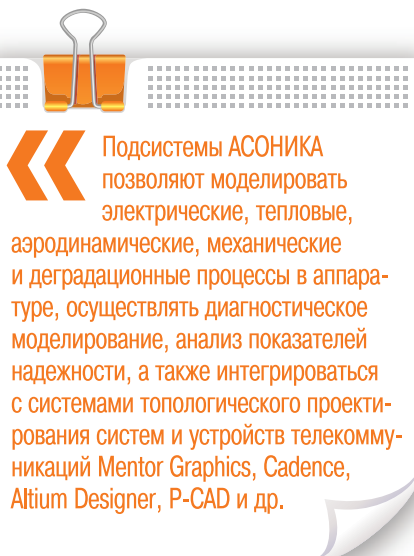 « Подсистемы АСОНИКА
позволяют моделировать
электрические, тепловые,
аэродинамические, механические
и деградационные процессы в аппара-
туре, осуществлять диагностическое
моделирование, анализ показателей
надежности, а также интегрироваться
с системами топологического проекти-
рования систем и устройств телекомму-
никаций Mentor Graphics, Cadence,
Altium Designer, P-CAD и др.